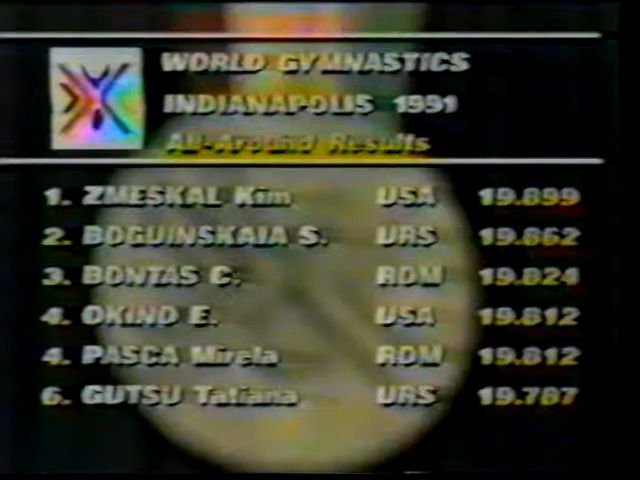 WORLD GYMNASTICS
INDIANAPOLIS 1991
All-Around Results
1. ZMESKAL Kim USA 19.899
2. BOGUINSKAIA S. URS 19.862
3. BONTAS C. ROM 19.824
4. OKINO E. USA 19.812
4. PASCA Mirela ROM 19.812
6. GUTSU Tatiana URS 19.787